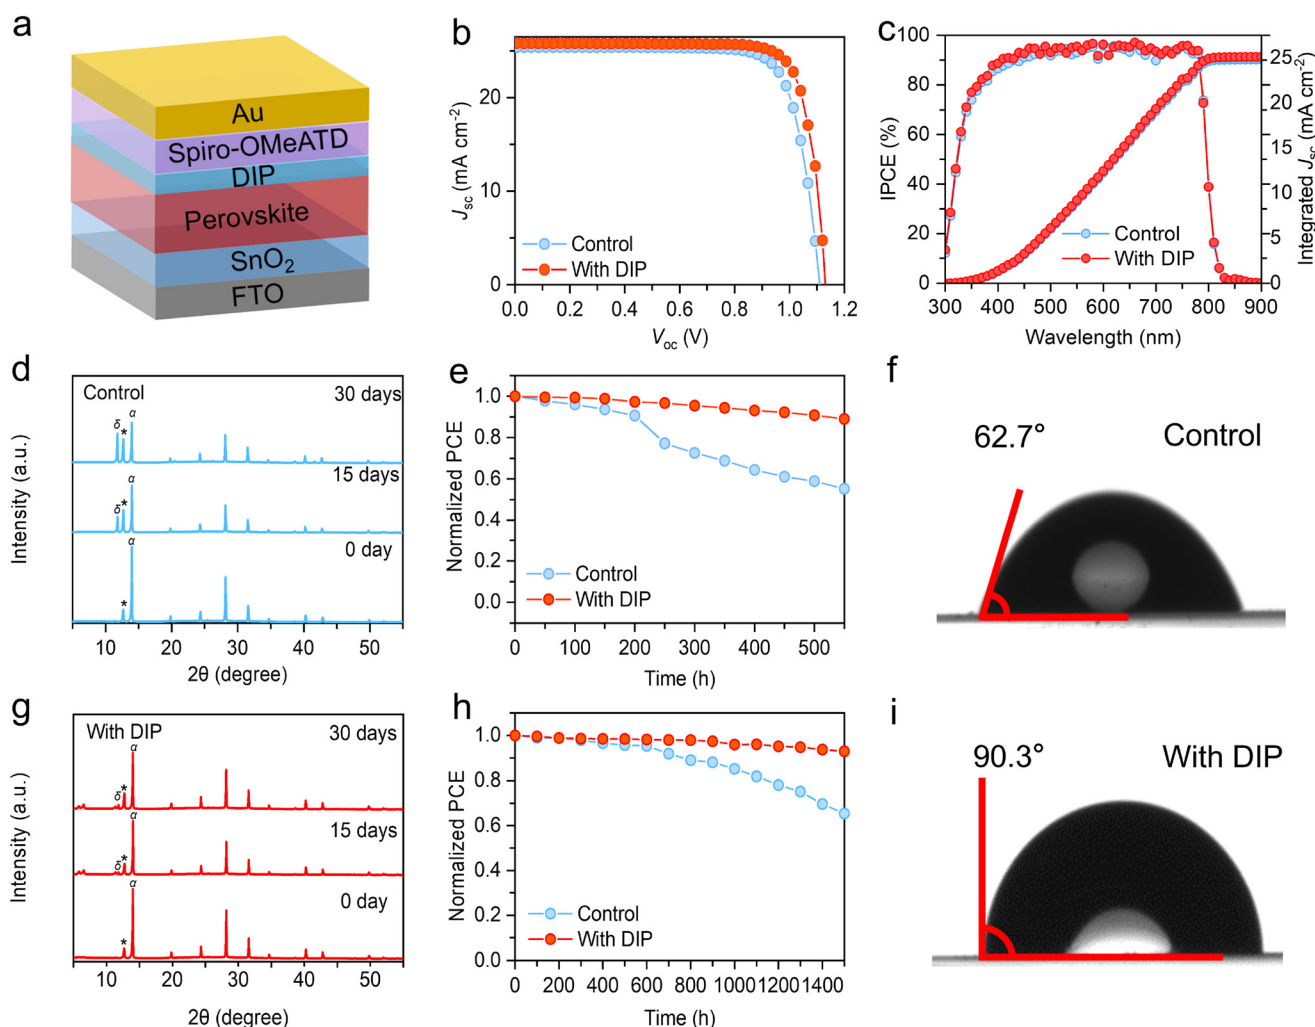 a
Au
Spiro-OMeATD
DIP
Perovskite
SnO2
FTO
b
Jsc (mA cm-2)
20
10
0
Control
With DIP
0.0 0.2 0.4 0.6 0.8 1.0 1.2
Voc (V)
c
IPCE (%)
100
80
60
40
20
0
Control
With DIP
25
20
15
10
5
0
Integrated Jsc (mA cm-2)
300 400 500 600 700 800 900
Wavelength (nm)
d
Intensity (a.u.)
Control
30 days
δ * α
15 days
δ * α
0 day
* α
10 20 30 40 50
2θ (degree)
e
Normalized PCE
1.0
0.8
0.6
0.4
0.2
0.0
Control
With DIP
0 100 200 300 400 500
Time (h)
f
62.7° Control
g
Intensity (a.u.)
With DIP
30 days
δ * α
15 days
δ * α
0 day
* α
10 20 30 40 50
2θ (degree)
h
Normalized PCE
1.0
0.8
0.6
0.4
0.2
0.0
Control
With DIP
0 200 400 600 800 1000 1200 1400
Time (h)
i
90.3° With DIP